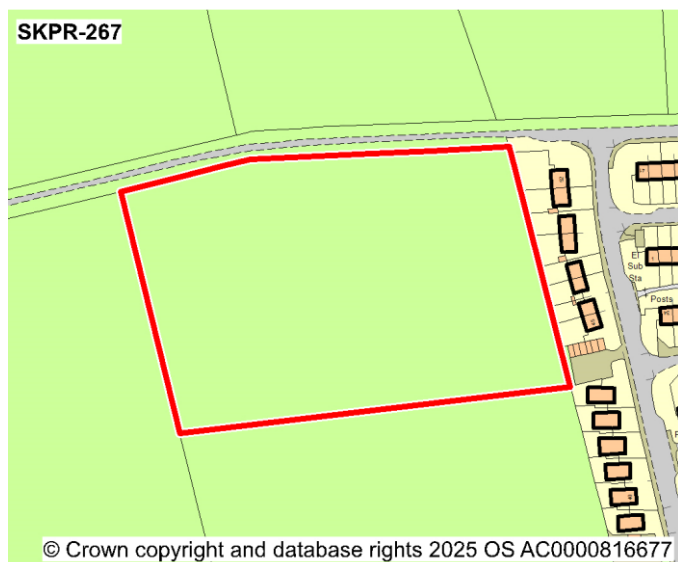 SKPR-267
El
Sub
Sta
Posts
© Crown copyright and database rights 2025 OS AC0000816677